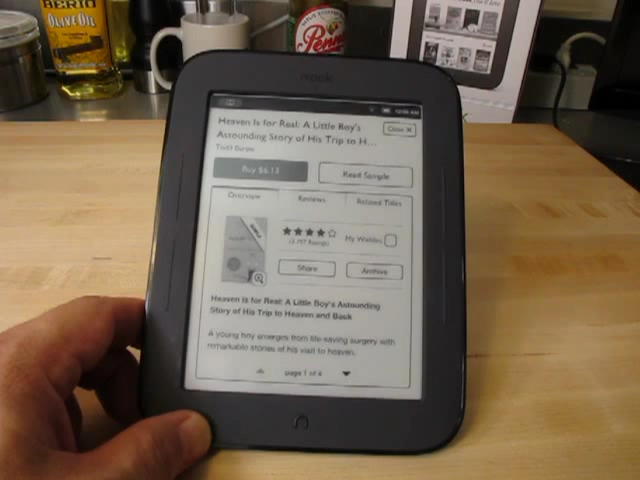 BERIO
OLIVE OIL
Penn
nook
Heaven Is for Real: A Little Boy's
Astounding Story of His Trip to H...
Close X
Todd Burpo
Buy $6.13
Read Sample
Overview
Reviews
Related Titles
My Wishlist
Share
Archive
Heaven is for Real: A Little Boy's Astounding
Story of His Trip to Heaven and Back
A young boy emerges from life-saving surgery with
remarkable stories of his visit to heaven.
page 1 of 4